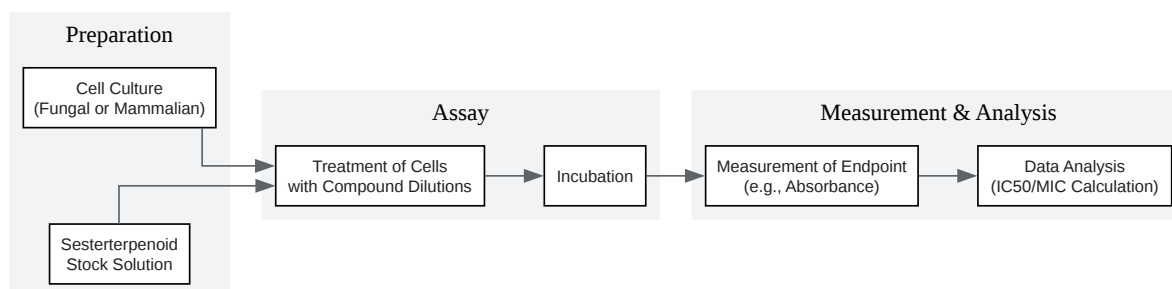 Preparation
Cell Culture
(Fungal or Mammalian)
Sesterterpenoid
Stock Solution
Assay
Treatment of Cells
with Compound Dilutions
Incubation
Measurement & Analysis
Measurement of Endpoint
(e.g., Absorbance)
Data Analysis
(IC50/MIC Calculation)